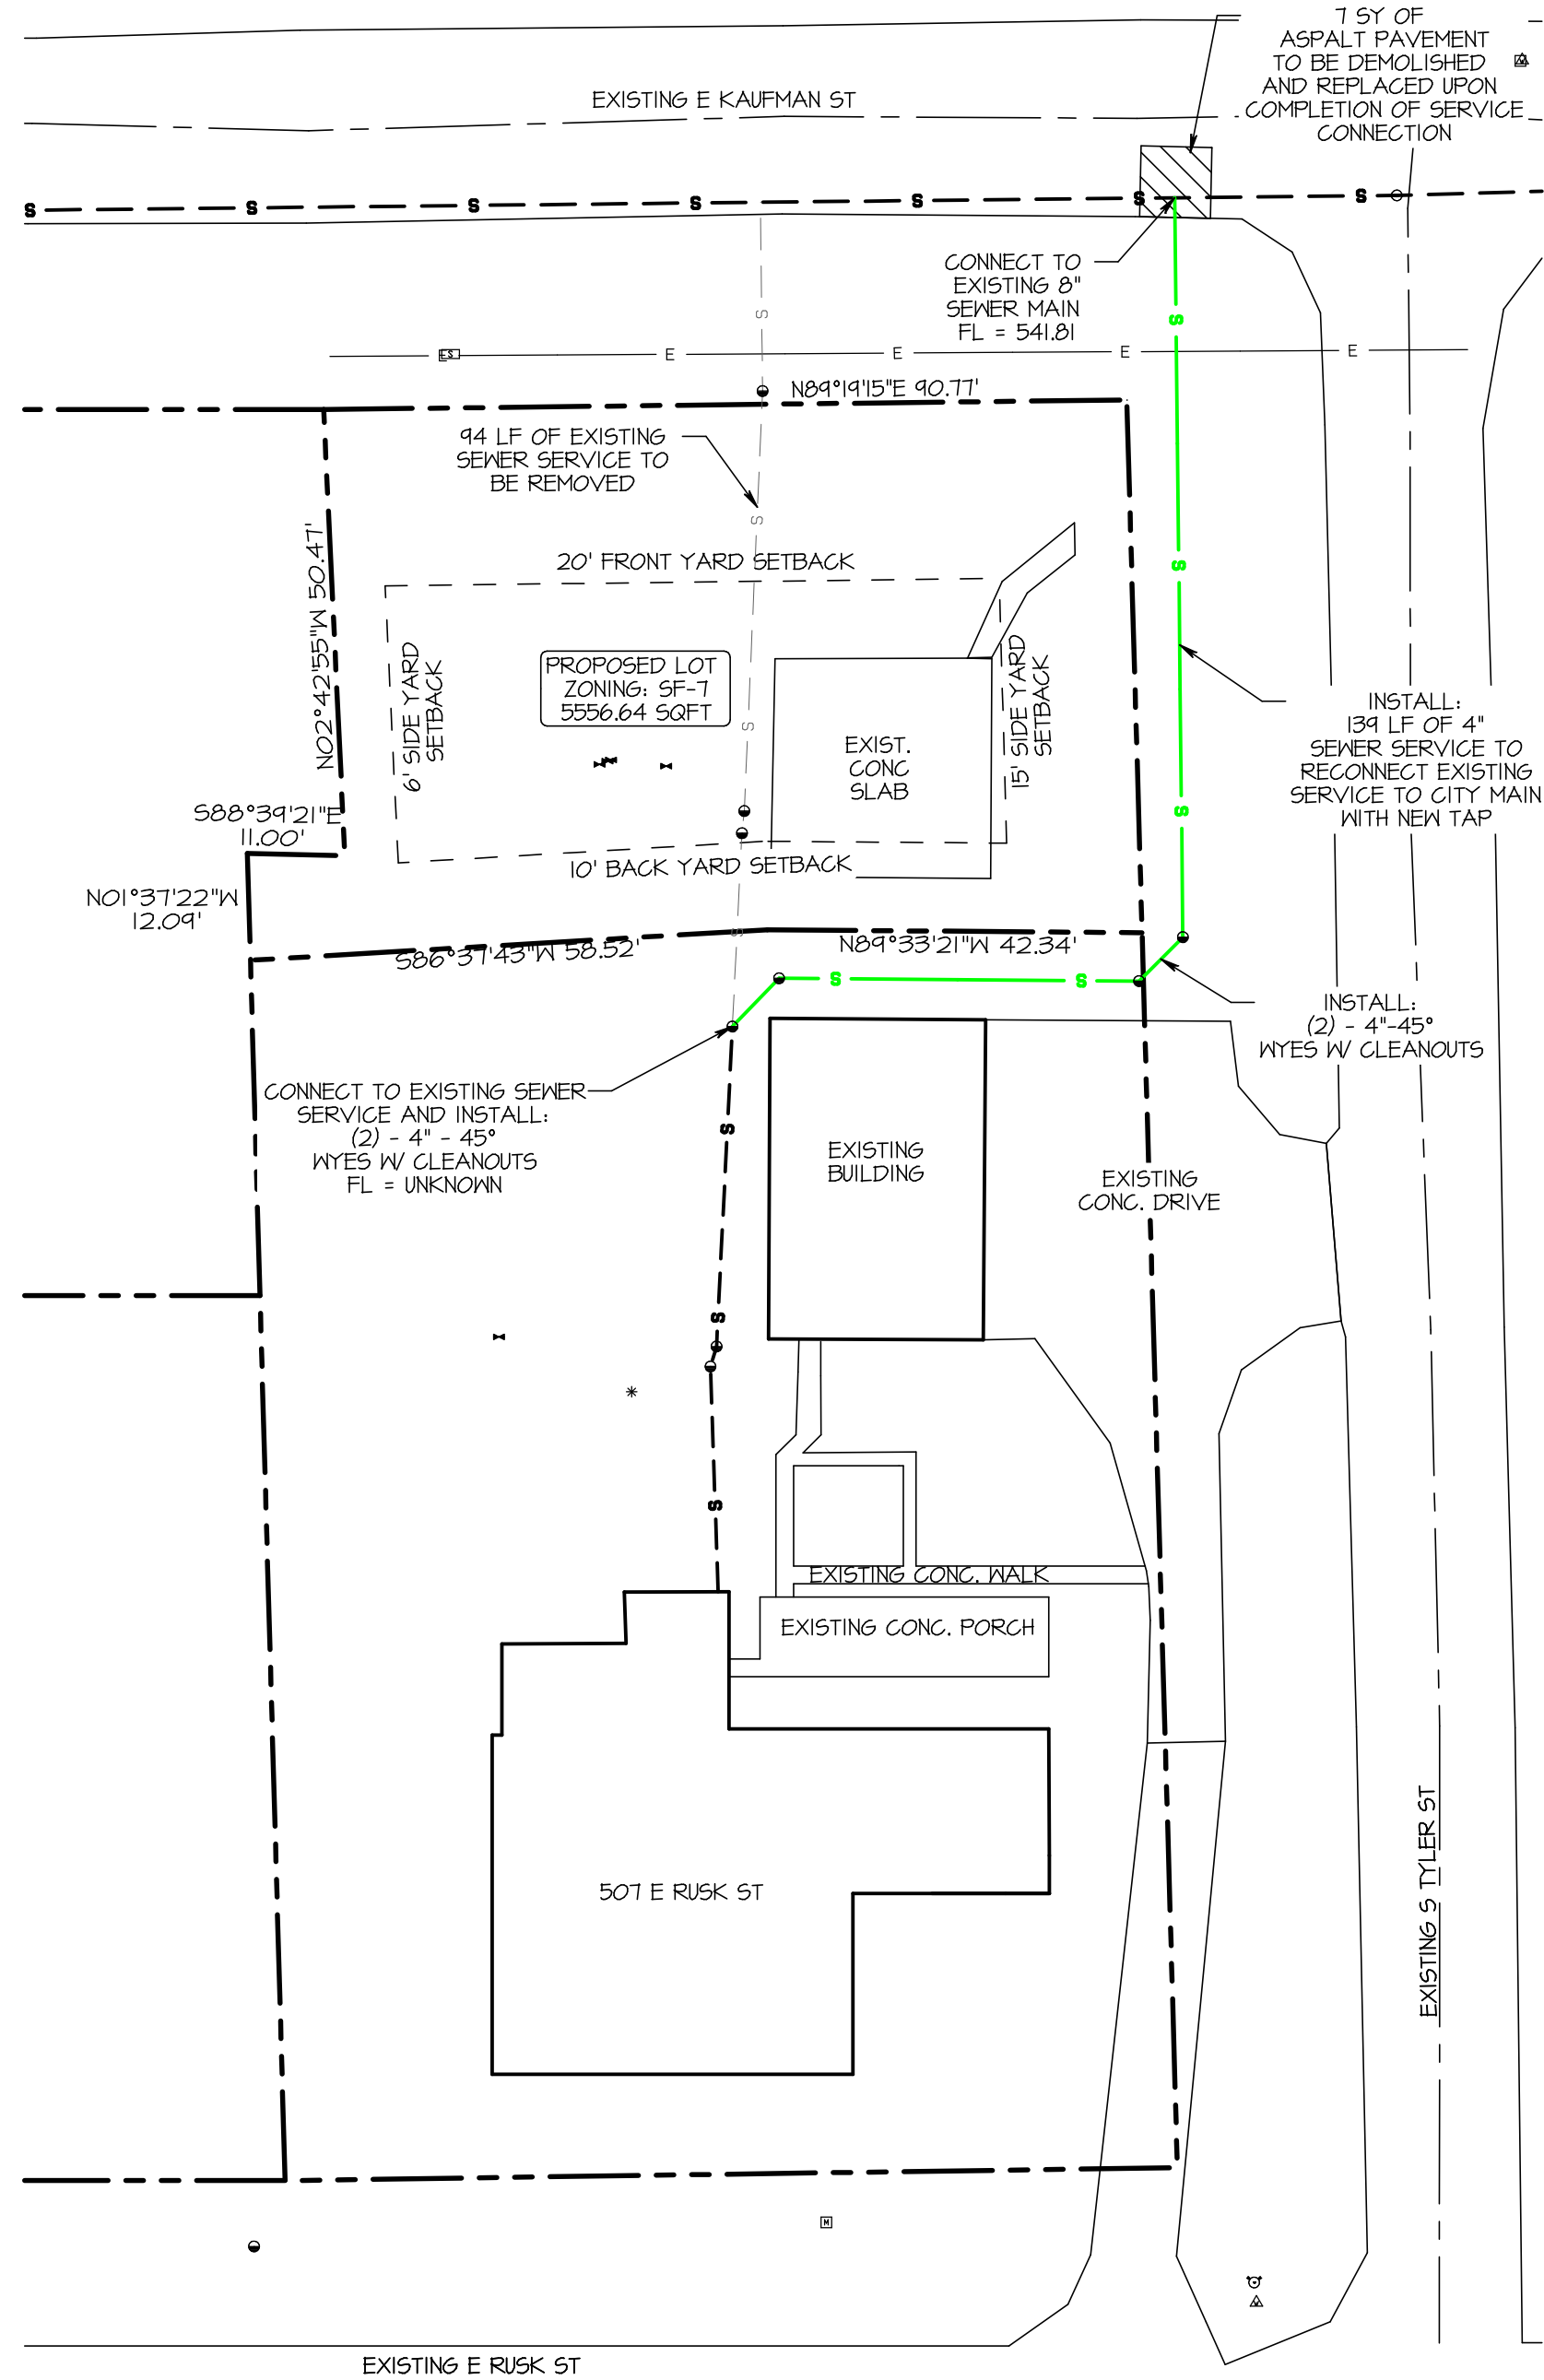 7 SY OF
ASPALT PAVEMENT
TO BE DEMOLISHED
AND REPLACED UPON
COMPLETION OF SERVICE
CONNECTION
EXISTING E KAUFMAN ST
S S S S S S S
CONNECT TO
EXISTING 8"
SEWER MAIN
FL = 541.81
S
S
ES E E E E
N89°19'15"E 90.77'
94 LF OF EXISTING
SEWER SERVICE TO
BE REMOVED
S
20' FRONT YARD SETBACK
S
N02°42'55"W 50.47'
6' SIDE YARD
SETBACK
PROPOSED LOT
ZONING: SF-7
5556.64 SQFT
S
EXIST.
CONC
SLAB
15' SIDE YARD
SETBACK
INSTALL:
139 LF OF 4"
SEWER SERVICE TO
RECONNECT EXISTING
SERVICE TO CITY MAIN
WITH NEW TAP
S
S88°39'21"E
11.00'
10' BACK YARD SETBACK
N01°37'22"W
12.09'
S
S86°37'43"W 58.52'
N89°33'21"W 42.34'
S S
INSTALL:
(2) - 4"-45°
WYES W/ CLEANOUTS
CONNECT TO EXISTING SEWER
SERVICE AND INSTALL:
(2) - 4" - 45°
WYES W/ CLEANOUTS
FL = UNKNOWN
S
EXISTING
BUILDING
EXISTING
CONC. DRIVE
S
S
EXISTING CONC. WALK
EXISTING CONC. PORCH
507 E RUSK ST
EXISTING S TYLER ST
M
EXISTING E RUSK ST